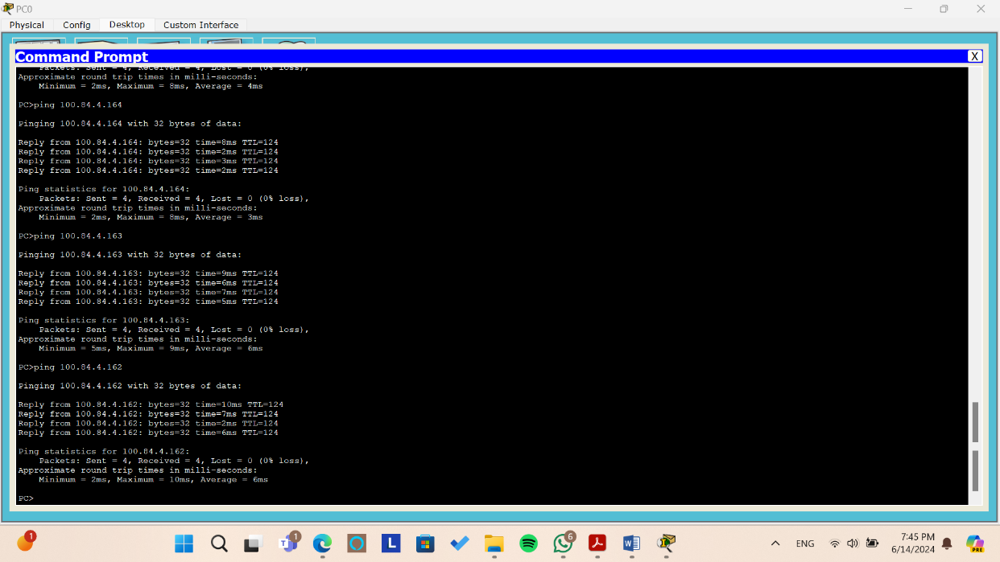 PC0
Physical Config Desktop Custom Interface
Command Prompt X
Packets: Sent = 4, Received = 4, Lost = 0 (0% loss),
Approximate round trip times in milli-seconds:
Minimum = 2ms, Maximum = 8ms, Average = 4ms
PC>ping 100.84.4.164
Pinging 100.84.4.164 with 32 bytes of data:
Reply from 100.84.4.164: bytes=32 time=8ms TTL=124
Reply from 100.84.4.164: bytes=32 time=2ms TTL=124
Reply from 100.84.4.164: bytes=32 time=3ms TTL=124
Reply from 100.84.4.164: bytes=32 time=2ms TTL=124
Ping statistics for 100.84.4.164:
Packets: Sent = 4, Received = 4, Lost = 0 (0% loss),
Approximate round trip times in milli-seconds:
Minimum = 2ms, Maximum = 8ms, Average = 3ms
PC>ping 100.84.4.163
Pinging 100.84.4.163 with 32 bytes of data:
Reply from 100.84.4.163: bytes=32 time=9ms TTL=124
Reply from 100.84.4.163: bytes=32 time=6ms TTL=124
Reply from 100.84.4.163: bytes=32 time=7ms TTL=124
Reply from 100.84.4.163: bytes=32 time=5ms TTL=124
Ping statistics for 100.84.4.163:
Packets: Sent = 4, Received = 4, Lost = 0 (0% loss),
Approximate round trip times in milli-seconds:
Minimum = 5ms, Maximum = 9ms, Average = 6ms
PC>ping 100.84.4.162
Pinging 100.84.4.162 with 32 bytes of data:
Reply from 100.84.4.162: bytes=32 time=10ms TTL=124
Reply from 100.84.4.162: bytes=32 time=7ms TTL=124
Reply from 100.84.4.162: bytes=32 time=2ms TTL=124
Reply from 100.84.4.162: bytes=32 time=6ms TTL=124
Ping statistics for 100.84.4.162:
Packets: Sent = 4, Received = 4, Lost = 0 (0% loss),
Approximate round trip times in milli-seconds:
Minimum = 2ms, Maximum = 10ms, Average = 6ms
PC>
1 T 1 L 6 W ENG 7:45 PM
6/14/2024 PRE